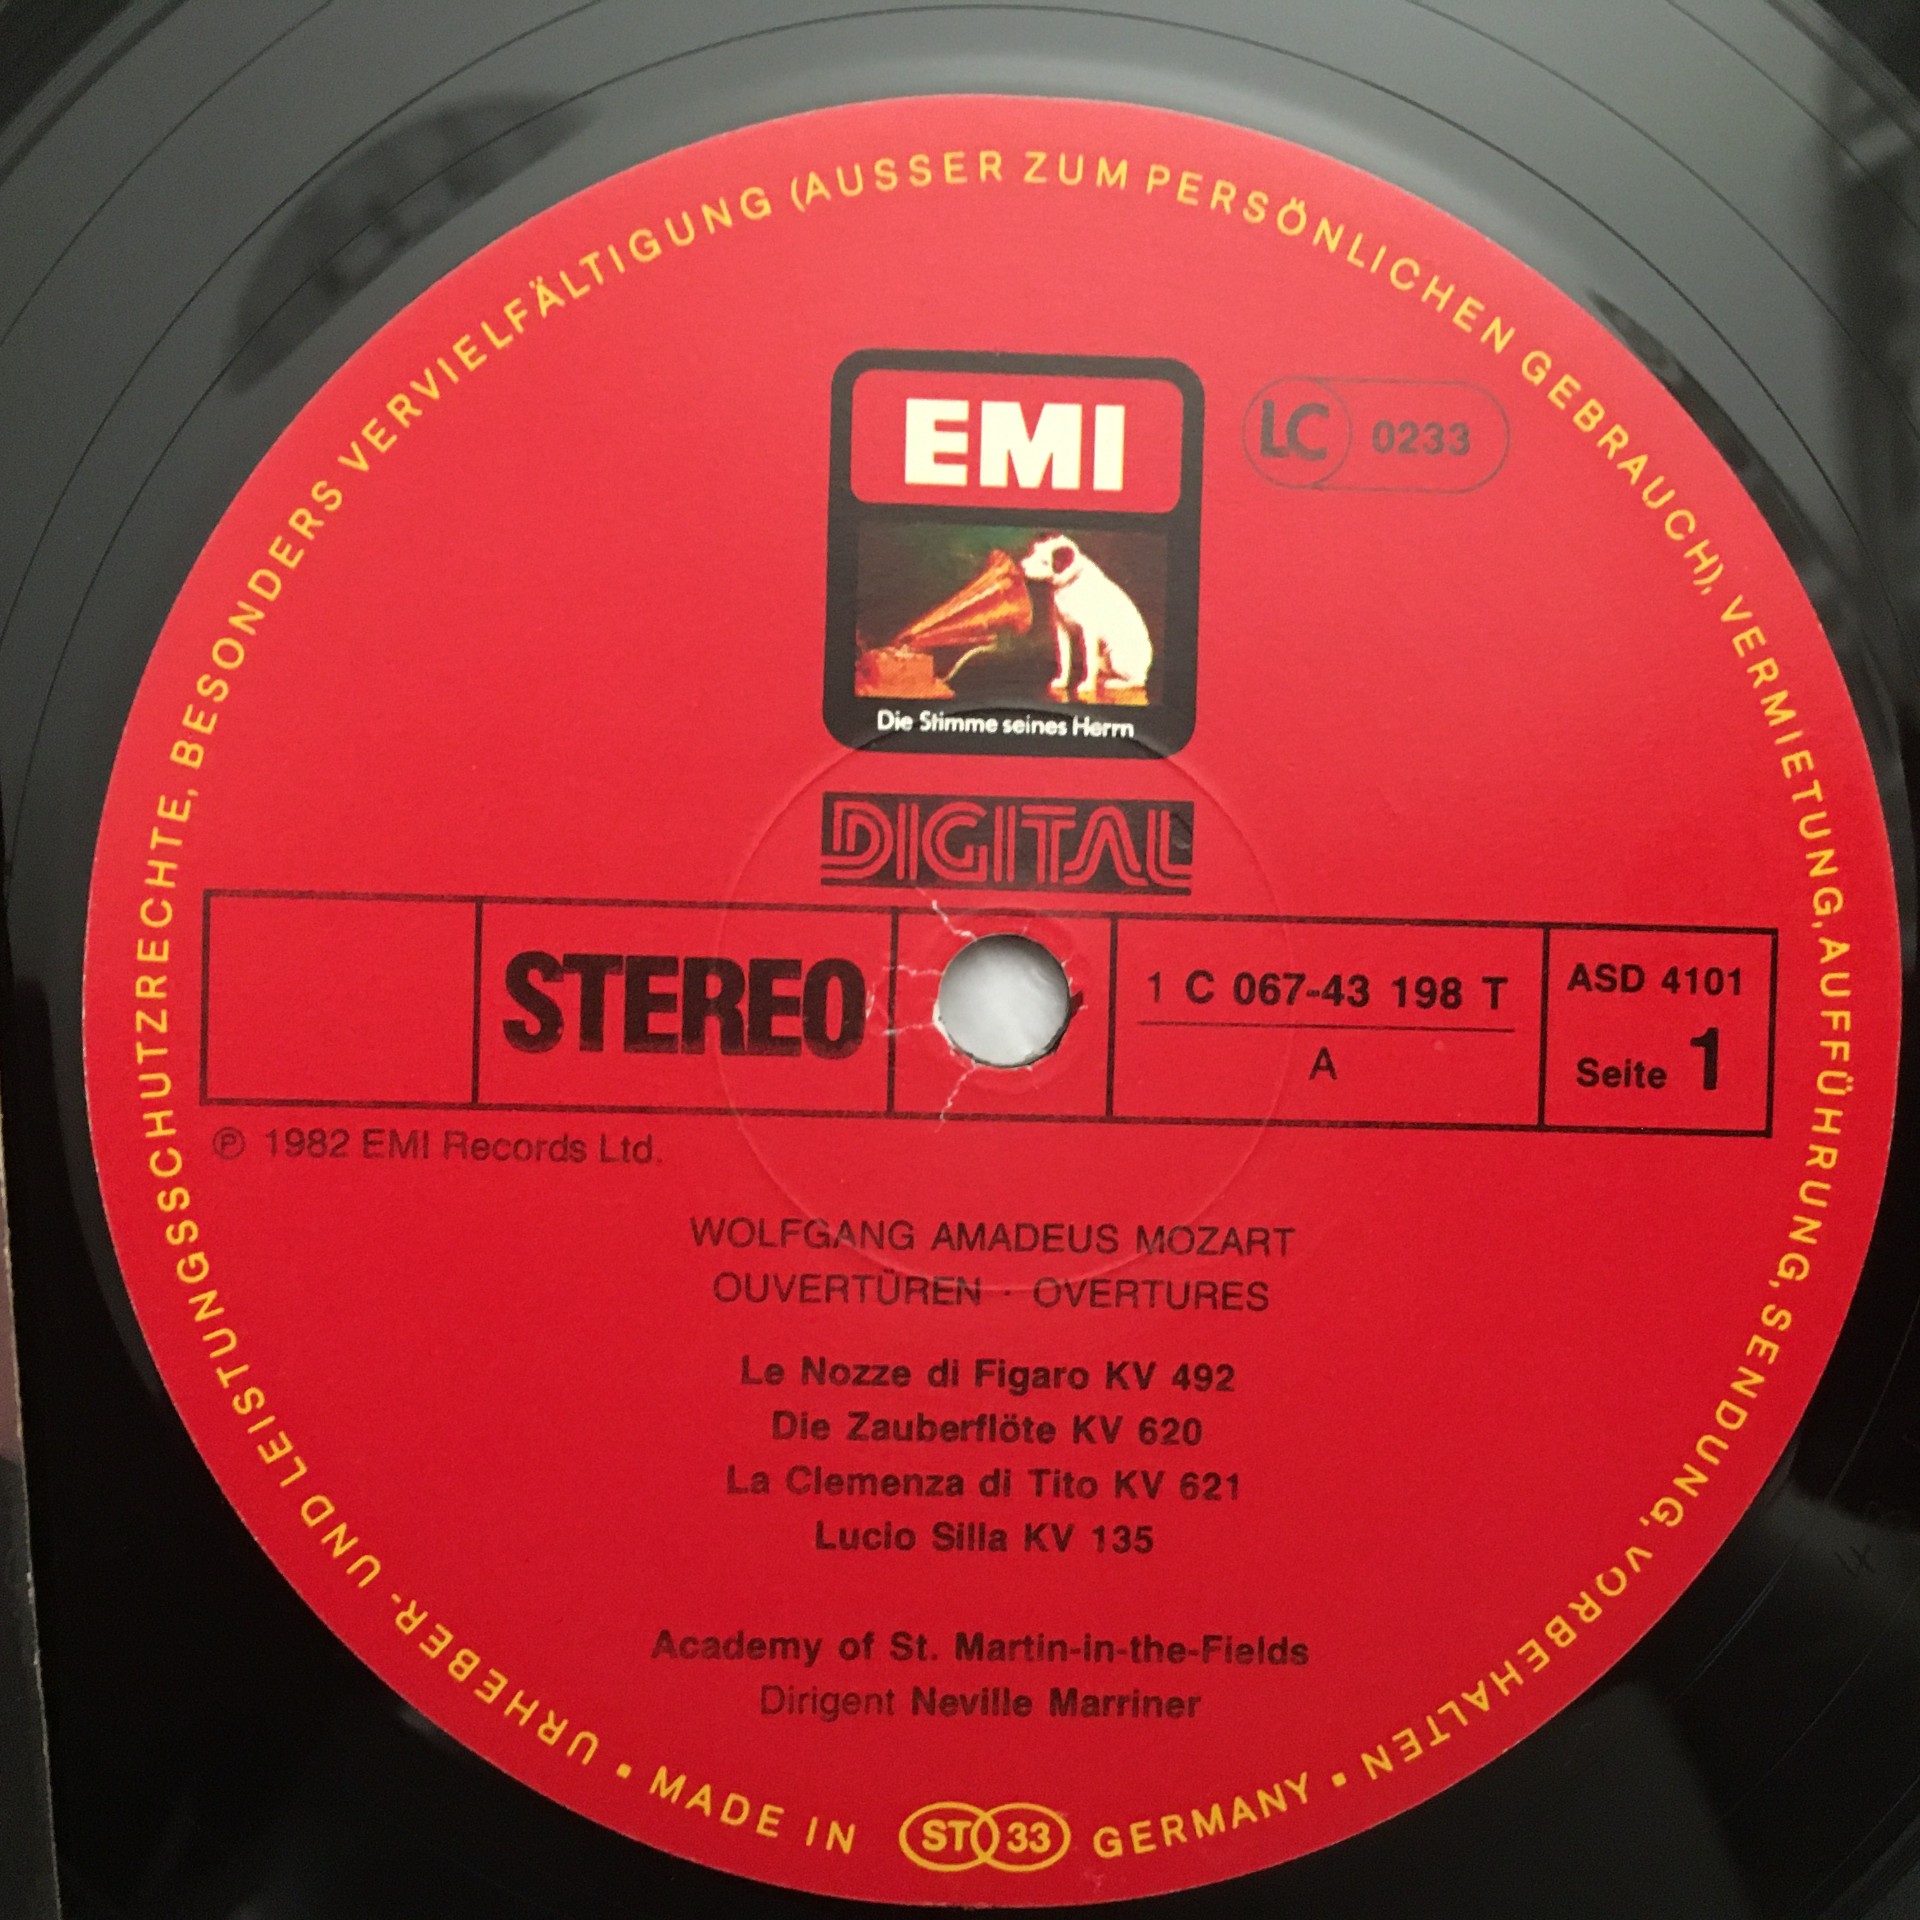 URHEBER- UND LEISTUNGSSCHUTZRECHTE, BESONDERS VERVIELFÄLTIGUNG (AUSSER ZUM PERSÖNLICHEN GEBRAUCH), VERMIETUNG, AUFFÜHRUNG, SENDUNG, VORBEHALTEN •
EMI
LC 0233
Die Stimme seines Herrn
DIGITAL
STEREO
1 C 067-43 198 T
A
ASD 4101
Seite 1
℗ 1982 EMI Records Ltd.
WOLFGANG AMADEUS MOZART
OUVERTÜREN · OVERTURES
Le Nozze di Figaro KV 492
Die Zauberflöte KV 620
La Clemenza di Tito KV 621
Lucio Silla KV 135
Academy of St. Martin-in-the-Fields
Dirigent Neville Marriner
• MADE IN ST 33 GERMANY